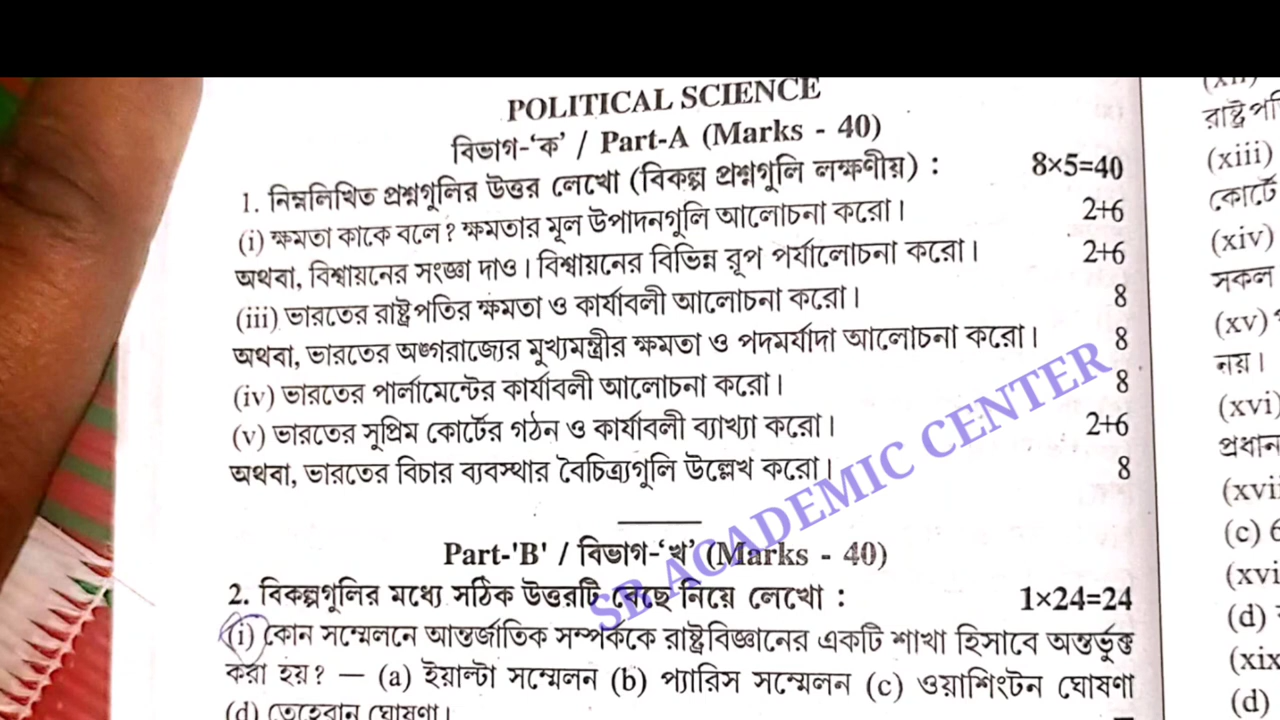 POLITICAL SCIENCE
বিভাগ-‘ক’ / Part-A (Marks - 40)
1. নিম্নলিখিত প্রশ্নগুলির উত্তর লেখো (বিকল্প প্রশ্নগুলি লক্ষণীয়) : 8×5=40
(i) ক্ষমতা কাকে বলে? ক্ষমতার মূল উপাদনগুলি আলোচনা করো। 2+6
অথবা, বিশ্বায়নের সংজ্ঞা দাও। বিশ্বায়নের বিভিন্ন রূপ পর্যালোচনা করো। 2+6
(iii) ভারতের রাষ্ট্রপতির ক্ষমতা ও কার্যাবলী আলোচনা করো। 8
অথবা, ভারতের অঙ্গরাজ্যের মুখ্যমন্ত্রীর ক্ষমতা ও পদমর্যাদা আলোচনা করো। 8
(iv) ভারতের পার্লামেন্টের কার্যাবলী আলোচনা করো। 8
(v) ভারতের সুপ্রিম কোর্টের গঠন ও কার্যাবলী ব্যাখ্যা করো। 2+6
অথবা, ভারতের বিচার ব্যবস্থার বৈচিত্র্যগুলি উল্লেখ করো। 8
SB ACADEMIC CENTER
Part-'B' / বিভাগ-‘খ’ (Marks - 40)
2. বিকল্পগুলির মধ্যে সঠিক উত্তরটি বেছে নিয়ে লেখো : 1×24=24
(i) কোন সম্মেলনে আন্তর্জাতিক সম্পর্ককে রাষ্ট্রবিজ্ঞানের একটি শাখা হিসাবে অন্তর্ভুক্ত
করা হয়? — (a) ইয়াল্টা সম্মেলন (b) প্যারিস সম্মেলন (c) ওয়াশিংটন ঘোষণা
(d) তেহেরান ঘোষণা।
রাষ্ট্রপতি
(xiii)
কোর্টে
(xiv)
সকল
(xv)
নয়।
(xvi)
প্রধান
(xvii
(c)
(xvi
(d)
(xix
(d)